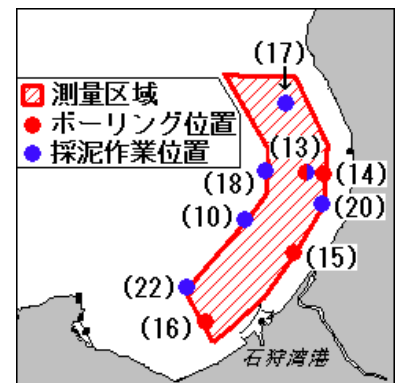 (17)
測量区域
ボーリング位置
採泥作業位置
(13)
(14)
(18)
(20)
(10)
(15)
(22)
(16)
石狩湾港